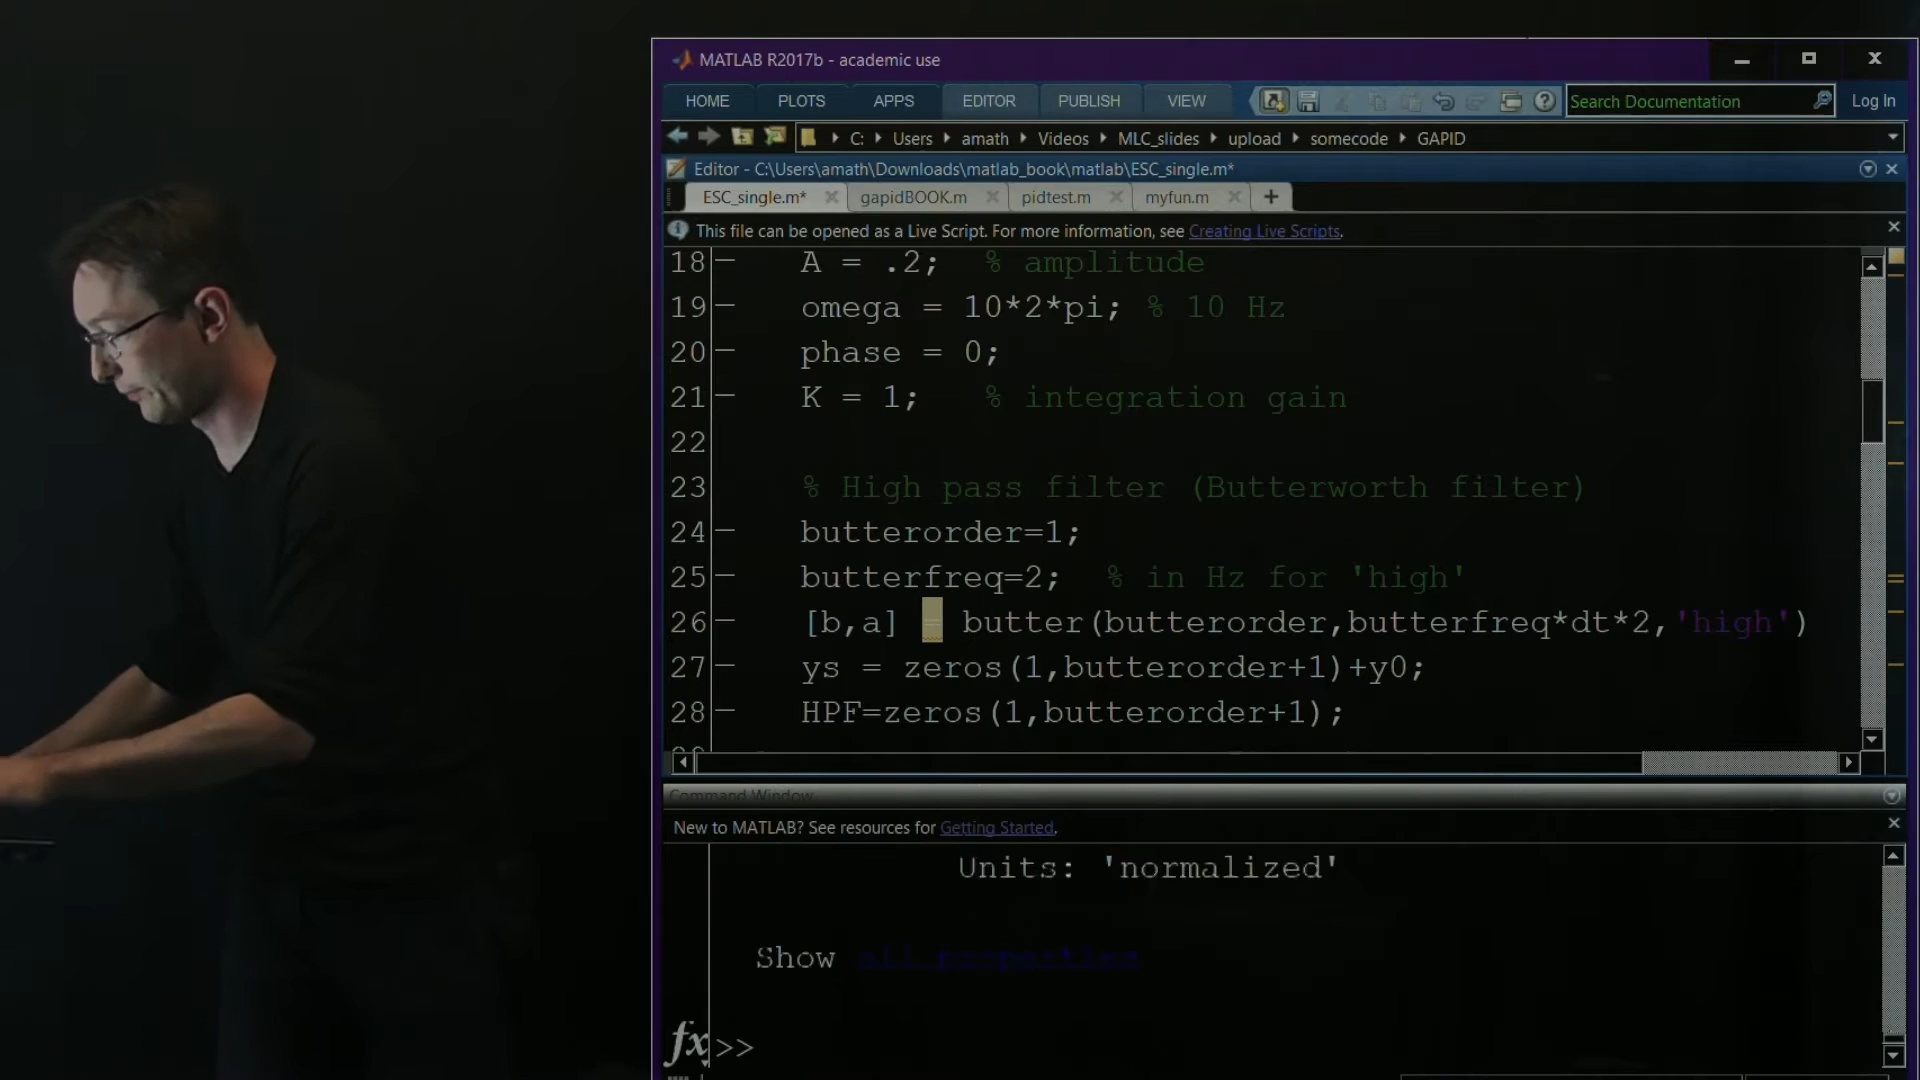 MATLAB R2017b - academic use
HOME PLOTS APPS EDITOR PUBLISH VIEW Search Documentation Log In
C: Users amath Videos MLC_slides upload somecode GAPID
Editor - C:\Users\amath\Downloads\matlab_book\matlab\ESC_single.m*
ESC_single.m* gapidBOOK.m pidtest.m myfun.m +
This file can be opened as a Live Script. For more information, see Creating Live Scripts.
18 A = .2; % amplitude
19 omega = 10*2*pi; % 10 Hz
20 phase = 0;
21 K = 1; % integration gain
22
23 % High pass filter (Butterworth filter)
24 butterorder=1;
25 butterfreq=2; % in Hz for 'high'
26 [b,a] = butter(butterorder,butterfreq*dt*2,'high')
27 ys = zeros(1,butterorder+1)+y0;
28 HPF=zeros(1,butterorder+1);
Command Window
New to MATLAB? See resources for Getting Started.
Units: 'normalized'
Show all properties
fx >>